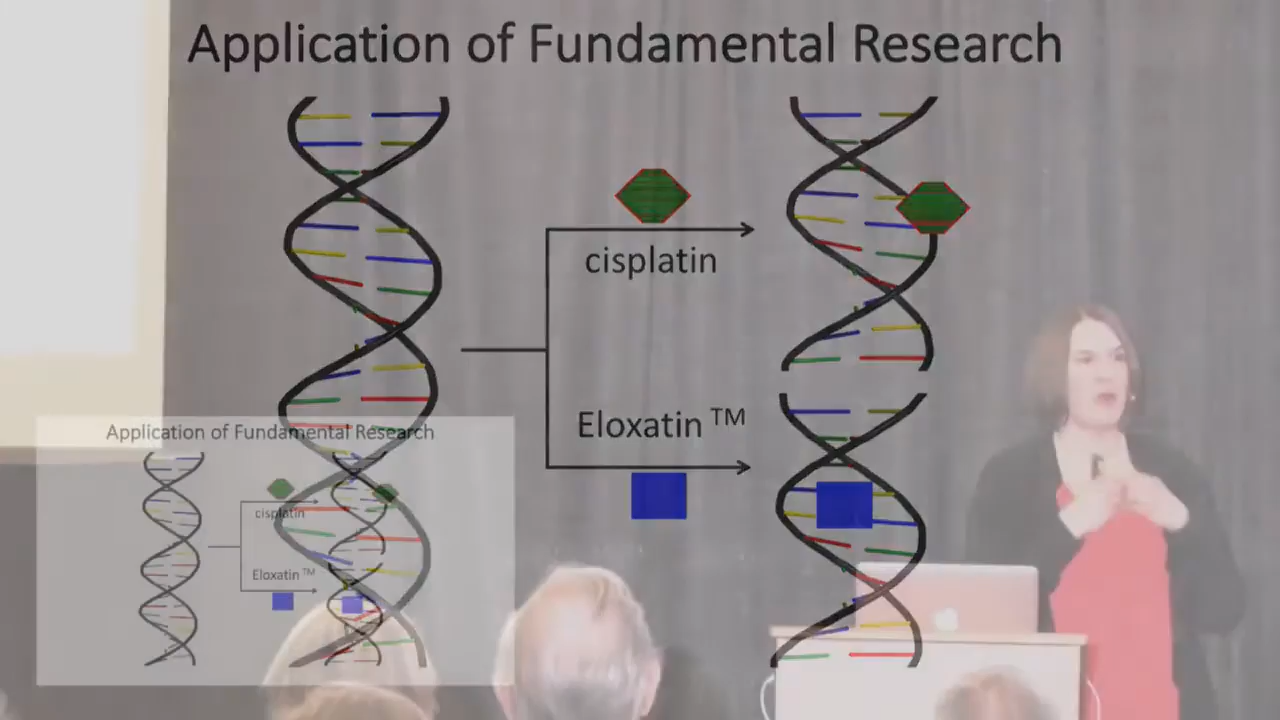 Application of Fundamental Research
cisplatin
Eloxatin ™
Application of Fundamental Research
cisplatin
Eloxatin ™